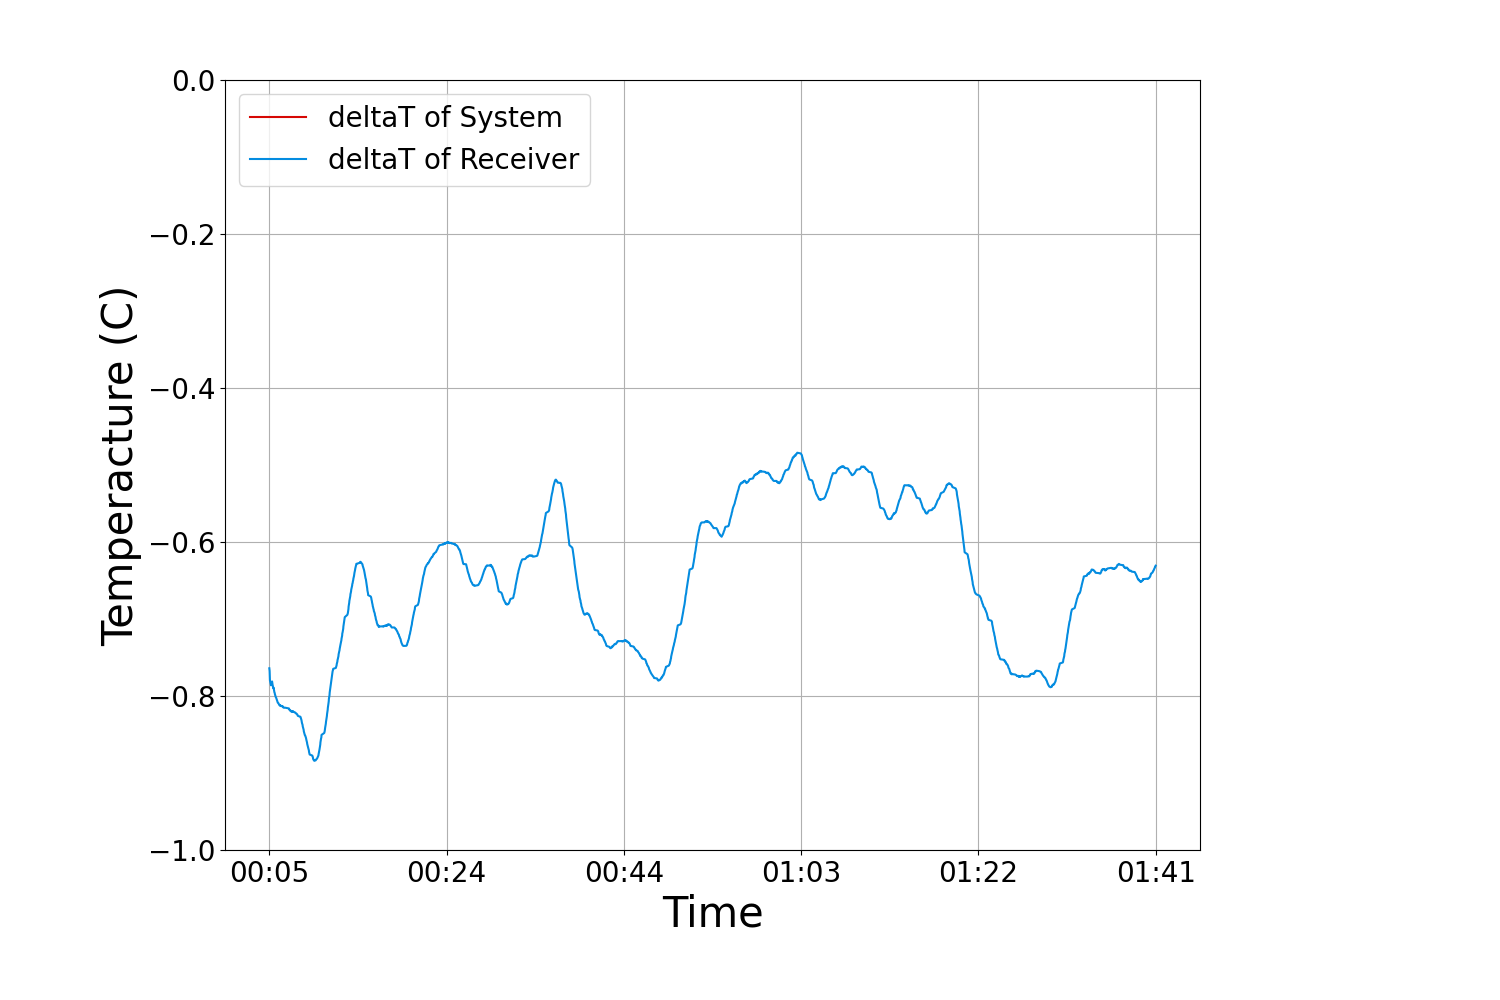 0.0
deltaT of System
deltaT of Receiver
−0.2
−0.4
−0.6
−0.8
−1.0
Temperacture (C)
00:05 00:24 00:44 01:03 01:22 01:41
Time